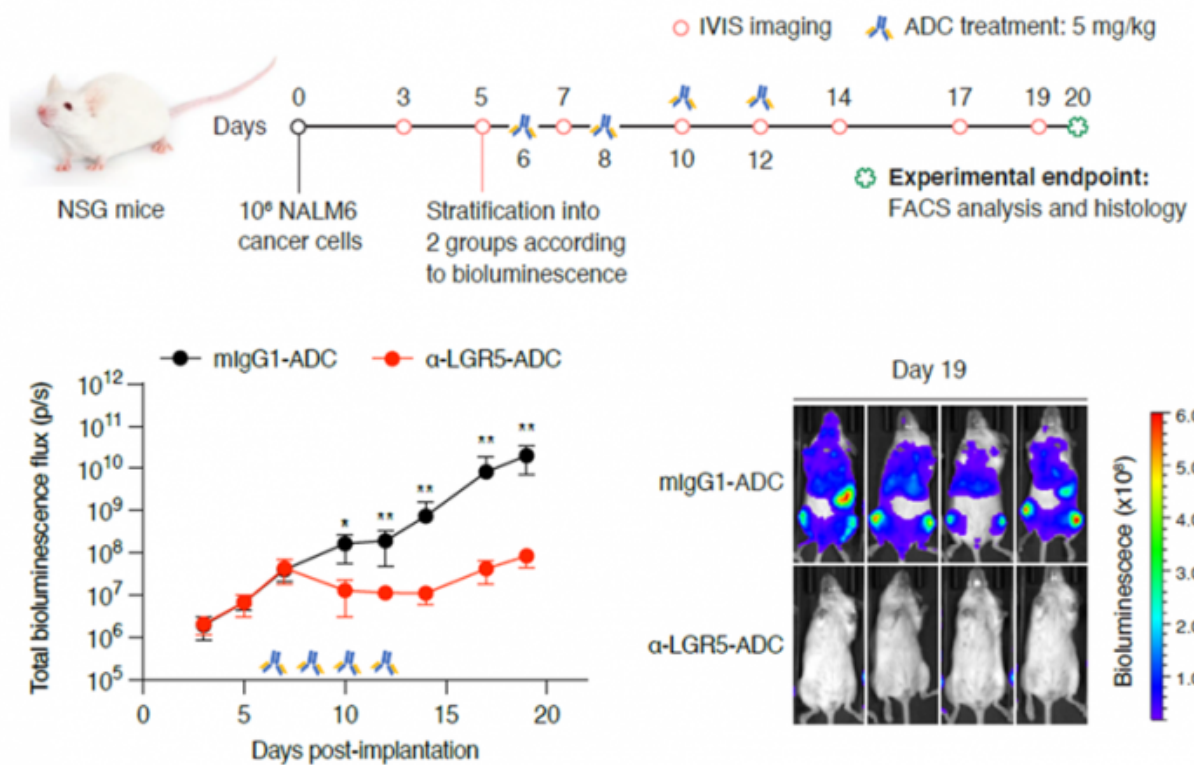 IVIS imaging
ADC treatment: 5 mg/kg
0 3 5 7 14 17 19 20
Days
6 8 10 12
NSG mice
10⁶ NALM6
cancer cells
Stratification into
2 groups according
to bioluminescence
Experimental endpoint:
FACS analysis and histology
mIgG1-ADC
α-LGR5-ADC
Total bioluminescence flux (p/s)
10¹²
10¹¹
10¹⁰
10⁹
10⁸
10⁷
10⁶
10⁵
* ** ** ** **
0 5 10 15 20
Days post-implantation
Day 19
mIgG1-ADC
α-LGR5-ADC
Bioluminescece (x10⁸)
6.0
5.0
4.0
3.0
2.0
1.0